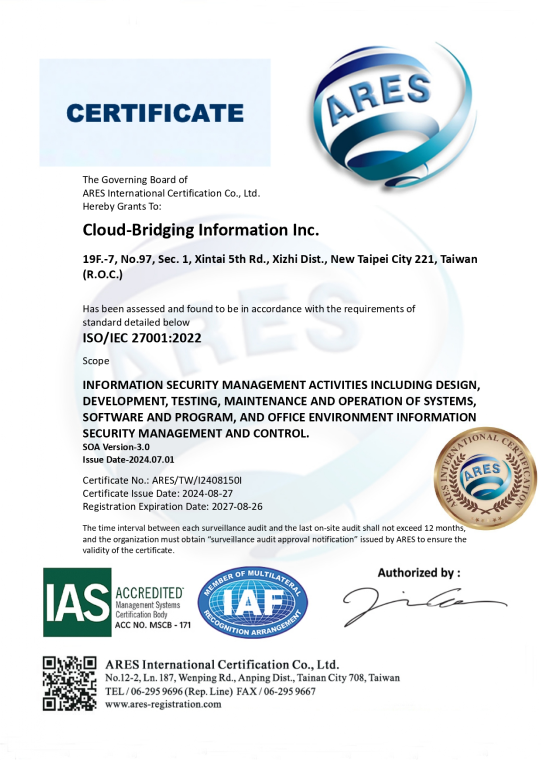 CERTIFICATE
ARES
The Governing Board of
ARES International Certification Co., Ltd.
Hereby Grants To:
Cloud-Bridging Information Inc.
19F.-7, No.97, Sec. 1, Xintai 5th Rd., Xizhi Dist., New Taipei City 221, Taiwan
(R.O.C.)
Has been assessed and found to be in accordance with the requirements of
standard detailed below
ISO/IEC 27001:2022
Scope
INFORMATION SECURITY MANAGEMENT ACTIVITIES INCLUDING DESIGN,
DEVELOPMENT, TESTING, MAINTENANCE AND OPERATION OF SYSTEMS,
SOFTWARE AND PROGRAM, AND OFFICE ENVIRONMENT INFORMATION
SECURITY MANAGEMENT AND CONTROL.
SOA Version-3.0
Issue Date-2024.07.01
ARES INTERNATIONAL CERTIFICATION
ARES
Certificate No.: ARES/TW/I2408150I
Certificate Issue Date: 2024-08-27
Registration Expiration Date: 2027-08-26
The time interval between each surveillance audit and the last on-site audit shall not exceed 12 months,
and the organization must obtain “surveillance audit approval notification” issued by ARES to ensure the
validity of the certificate.
IAS
ACCREDITED
Management Systems
Certification Body
ACC NO. MSCB - 171
MEMBER OF MULTILATERAL
IAF
RECOGNITION ARRANGEMENT
Authorized by :
ARES International Certification Co., Ltd.
No.12-2, Ln. 187, Wenping Rd., Anping Dist., Tainan City 708, Taiwan
TEL / 06-295 9696 (Rep. Line) FAX / 06-295 9667
www.ares-registration.com